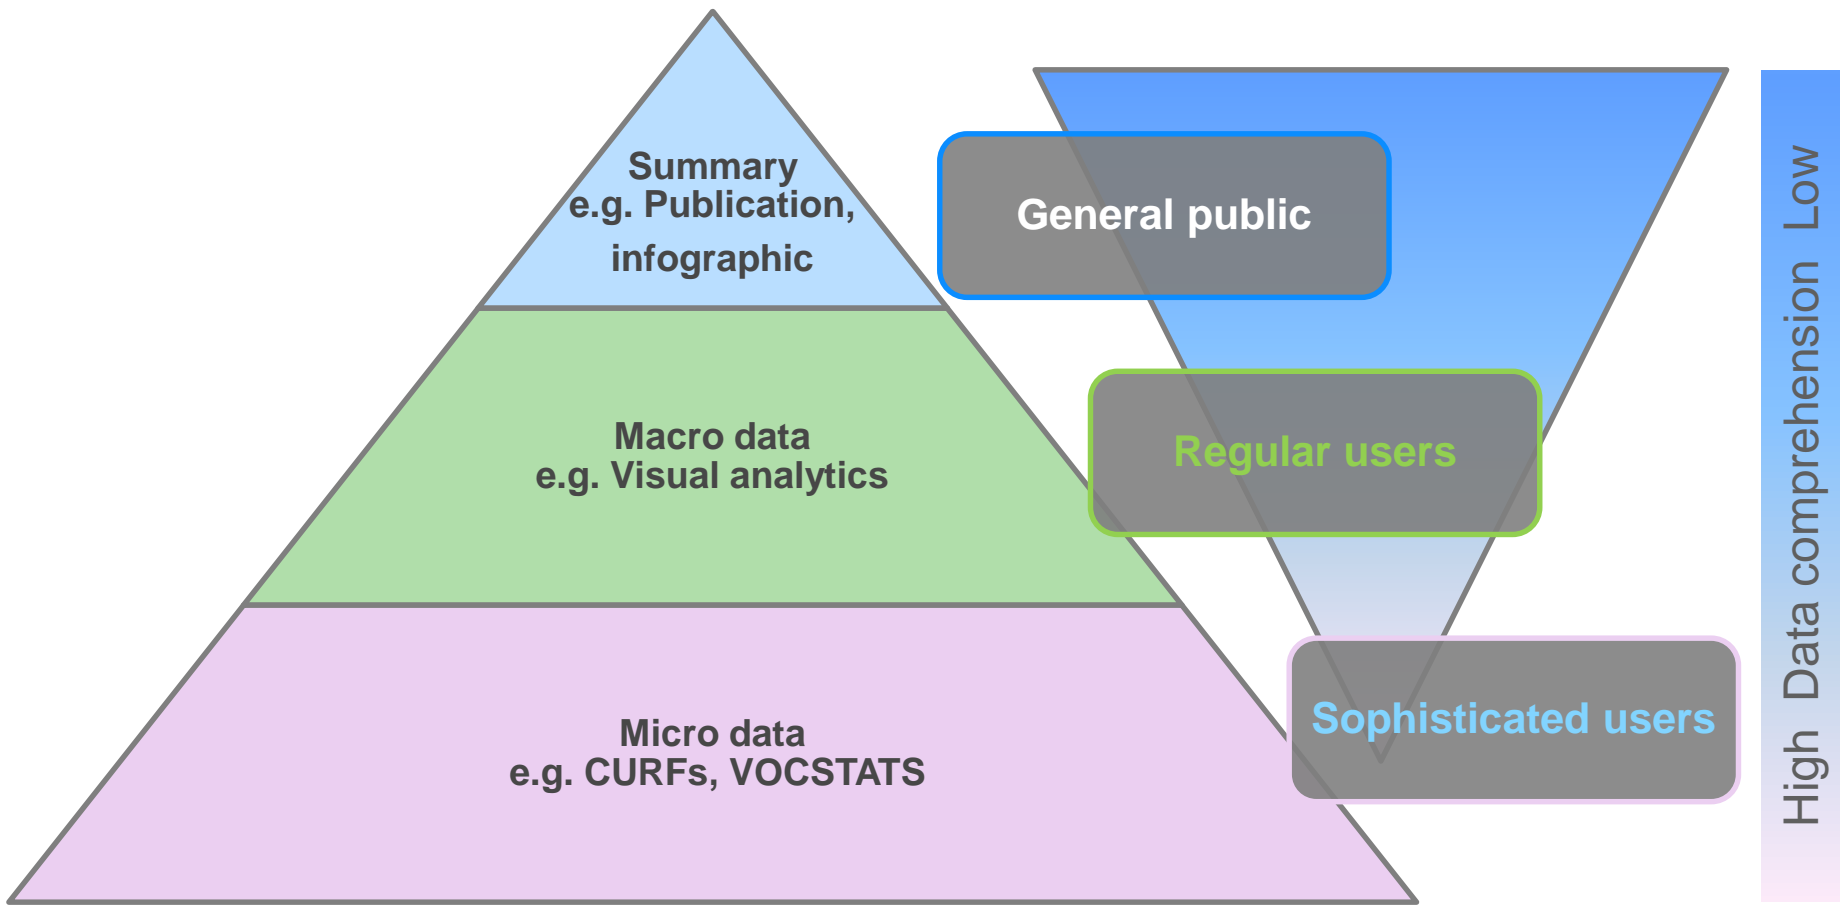 Summary
e.g. Publication,
infographic
General public
Macro data
e.g. Visual analytics
Regular users
Micro data
e.g. CURFs, VOCSTATS
Sophisticated users
High  Data comprehension  Low